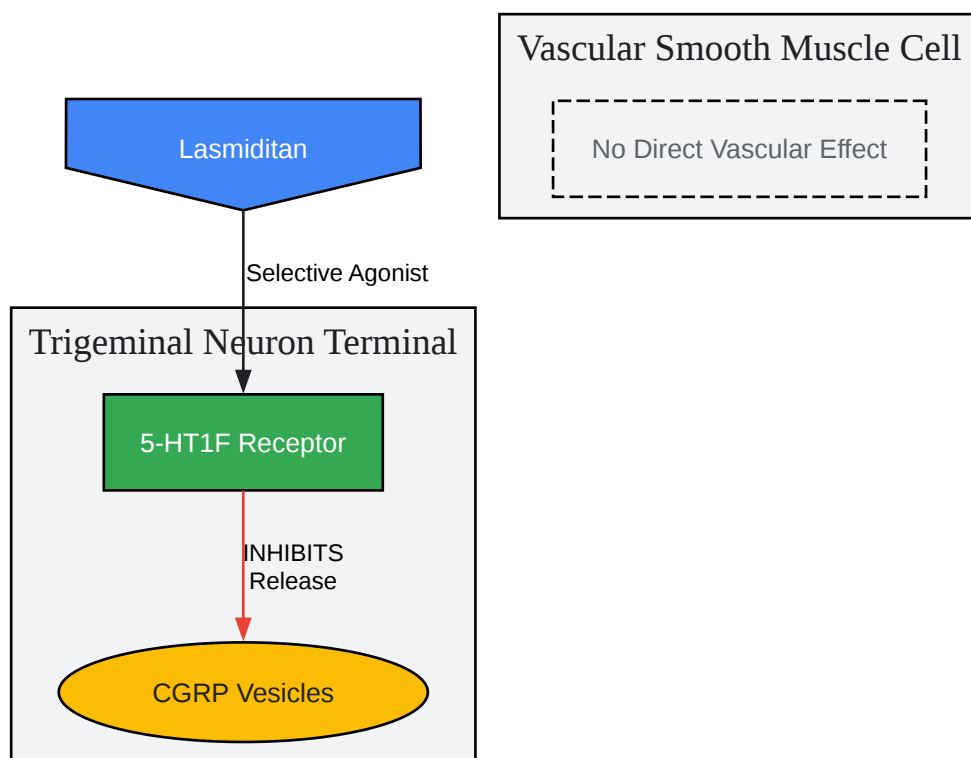 Vascular Smooth Muscle Cell
Lasmiditan
No Direct Vascular Effect
Selective Agonist
Trigeminal Neuron Terminal
5-HT1F Receptor
INHIBITS
Release
CGRP Vesicles